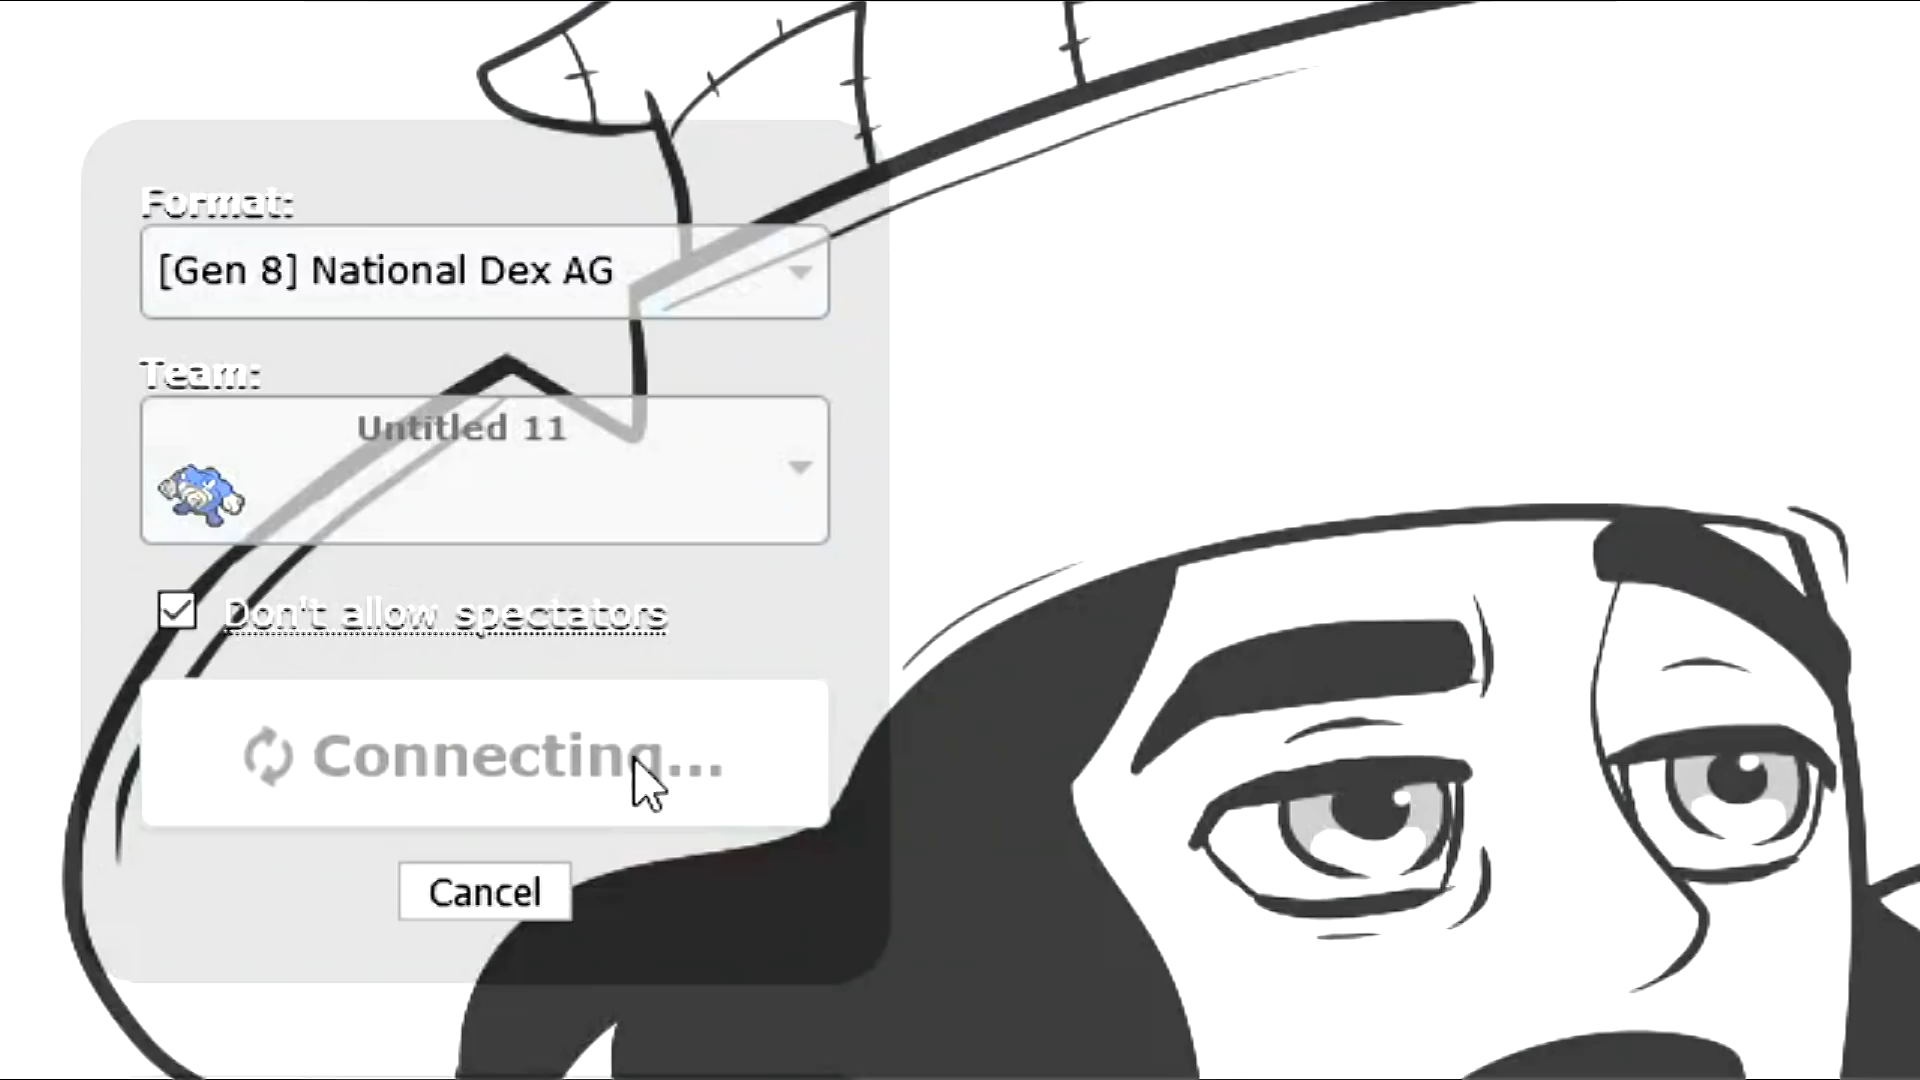 Format:
[Gen 8] National Dex AG
Team:
Untitled 11
Don't allow spectators
Connecting...
Cancel